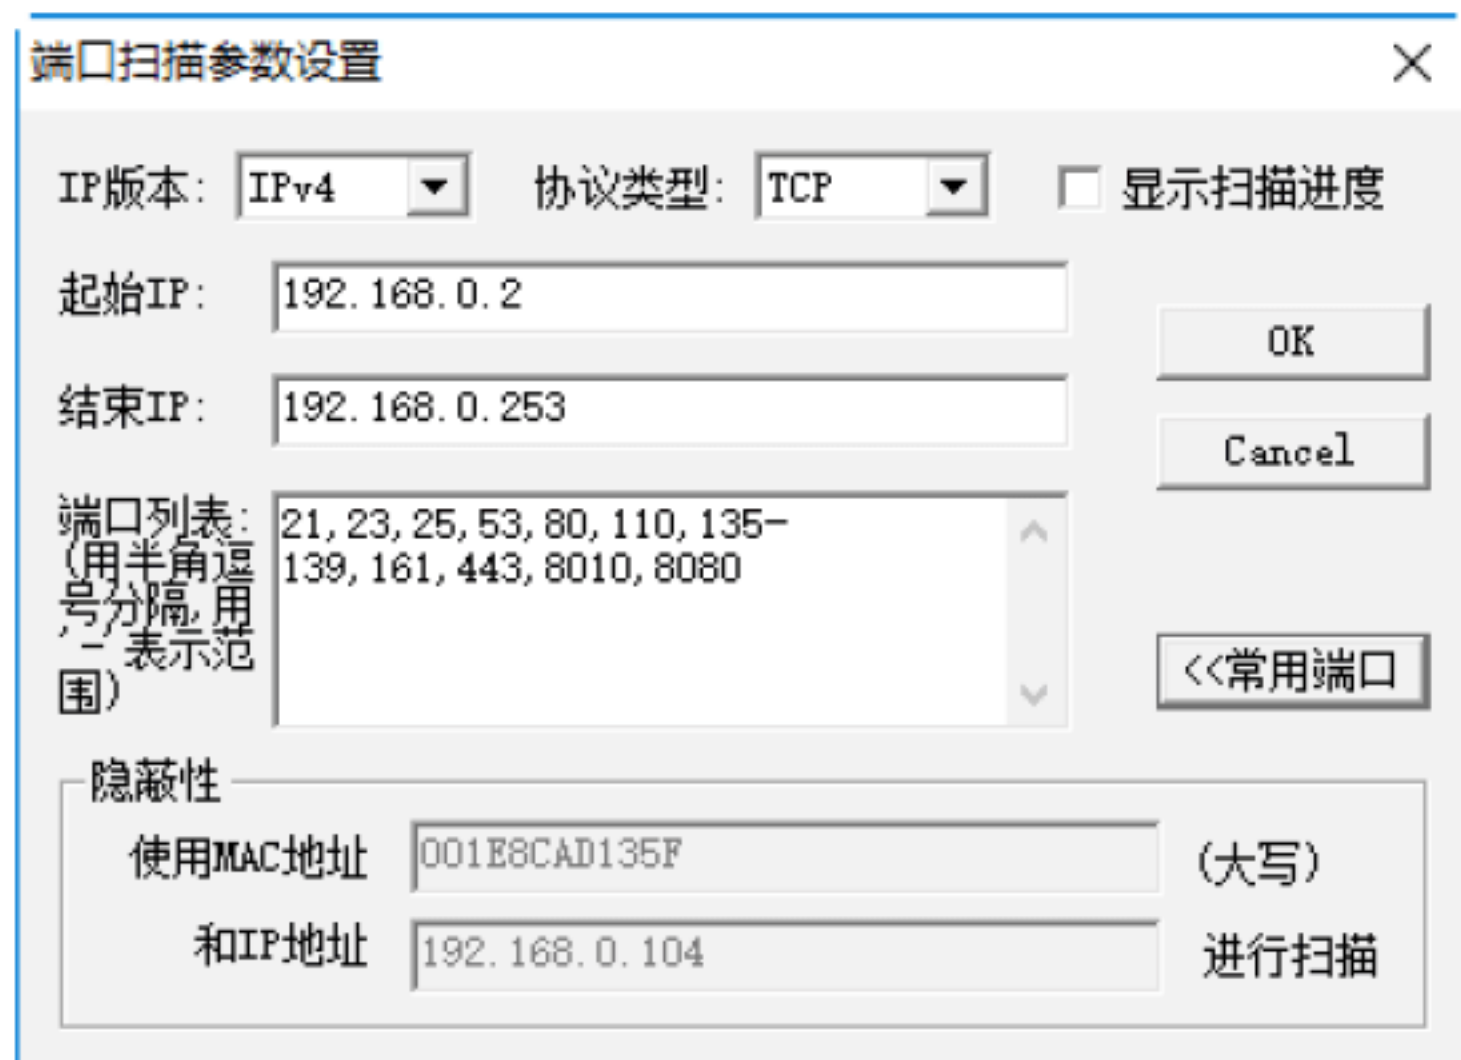 端口扫描参数设置
IP版本: IPv4 协议类型: TCP 显示扫描进度
起始IP: 192.168.0.2
OK
结束IP: 192.168.0.253
Cancel
端口列表:
(用半角逗
号分隔,用
'-'表示范
围)
21,23,25,53,80,110,135-
139,161,443,8010,8080
<<常用端口
隐蔽性
使用MAC地址 001E8CAD135F (大写)
和IP地址 192.168.0.104 进行扫描